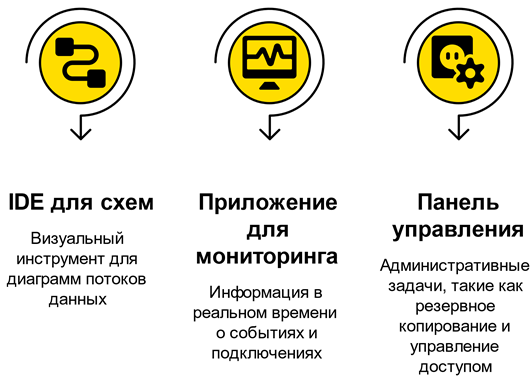 IDE для схем
Визуальный
инструмент для
диаграмм потоков
данных
Приложение
для
мониторинга
Информация в
реальном времени
о событиях и
подключениях
Панель
управления
Административные
задачи, такие как
резервное
копирование и
управление
доступом